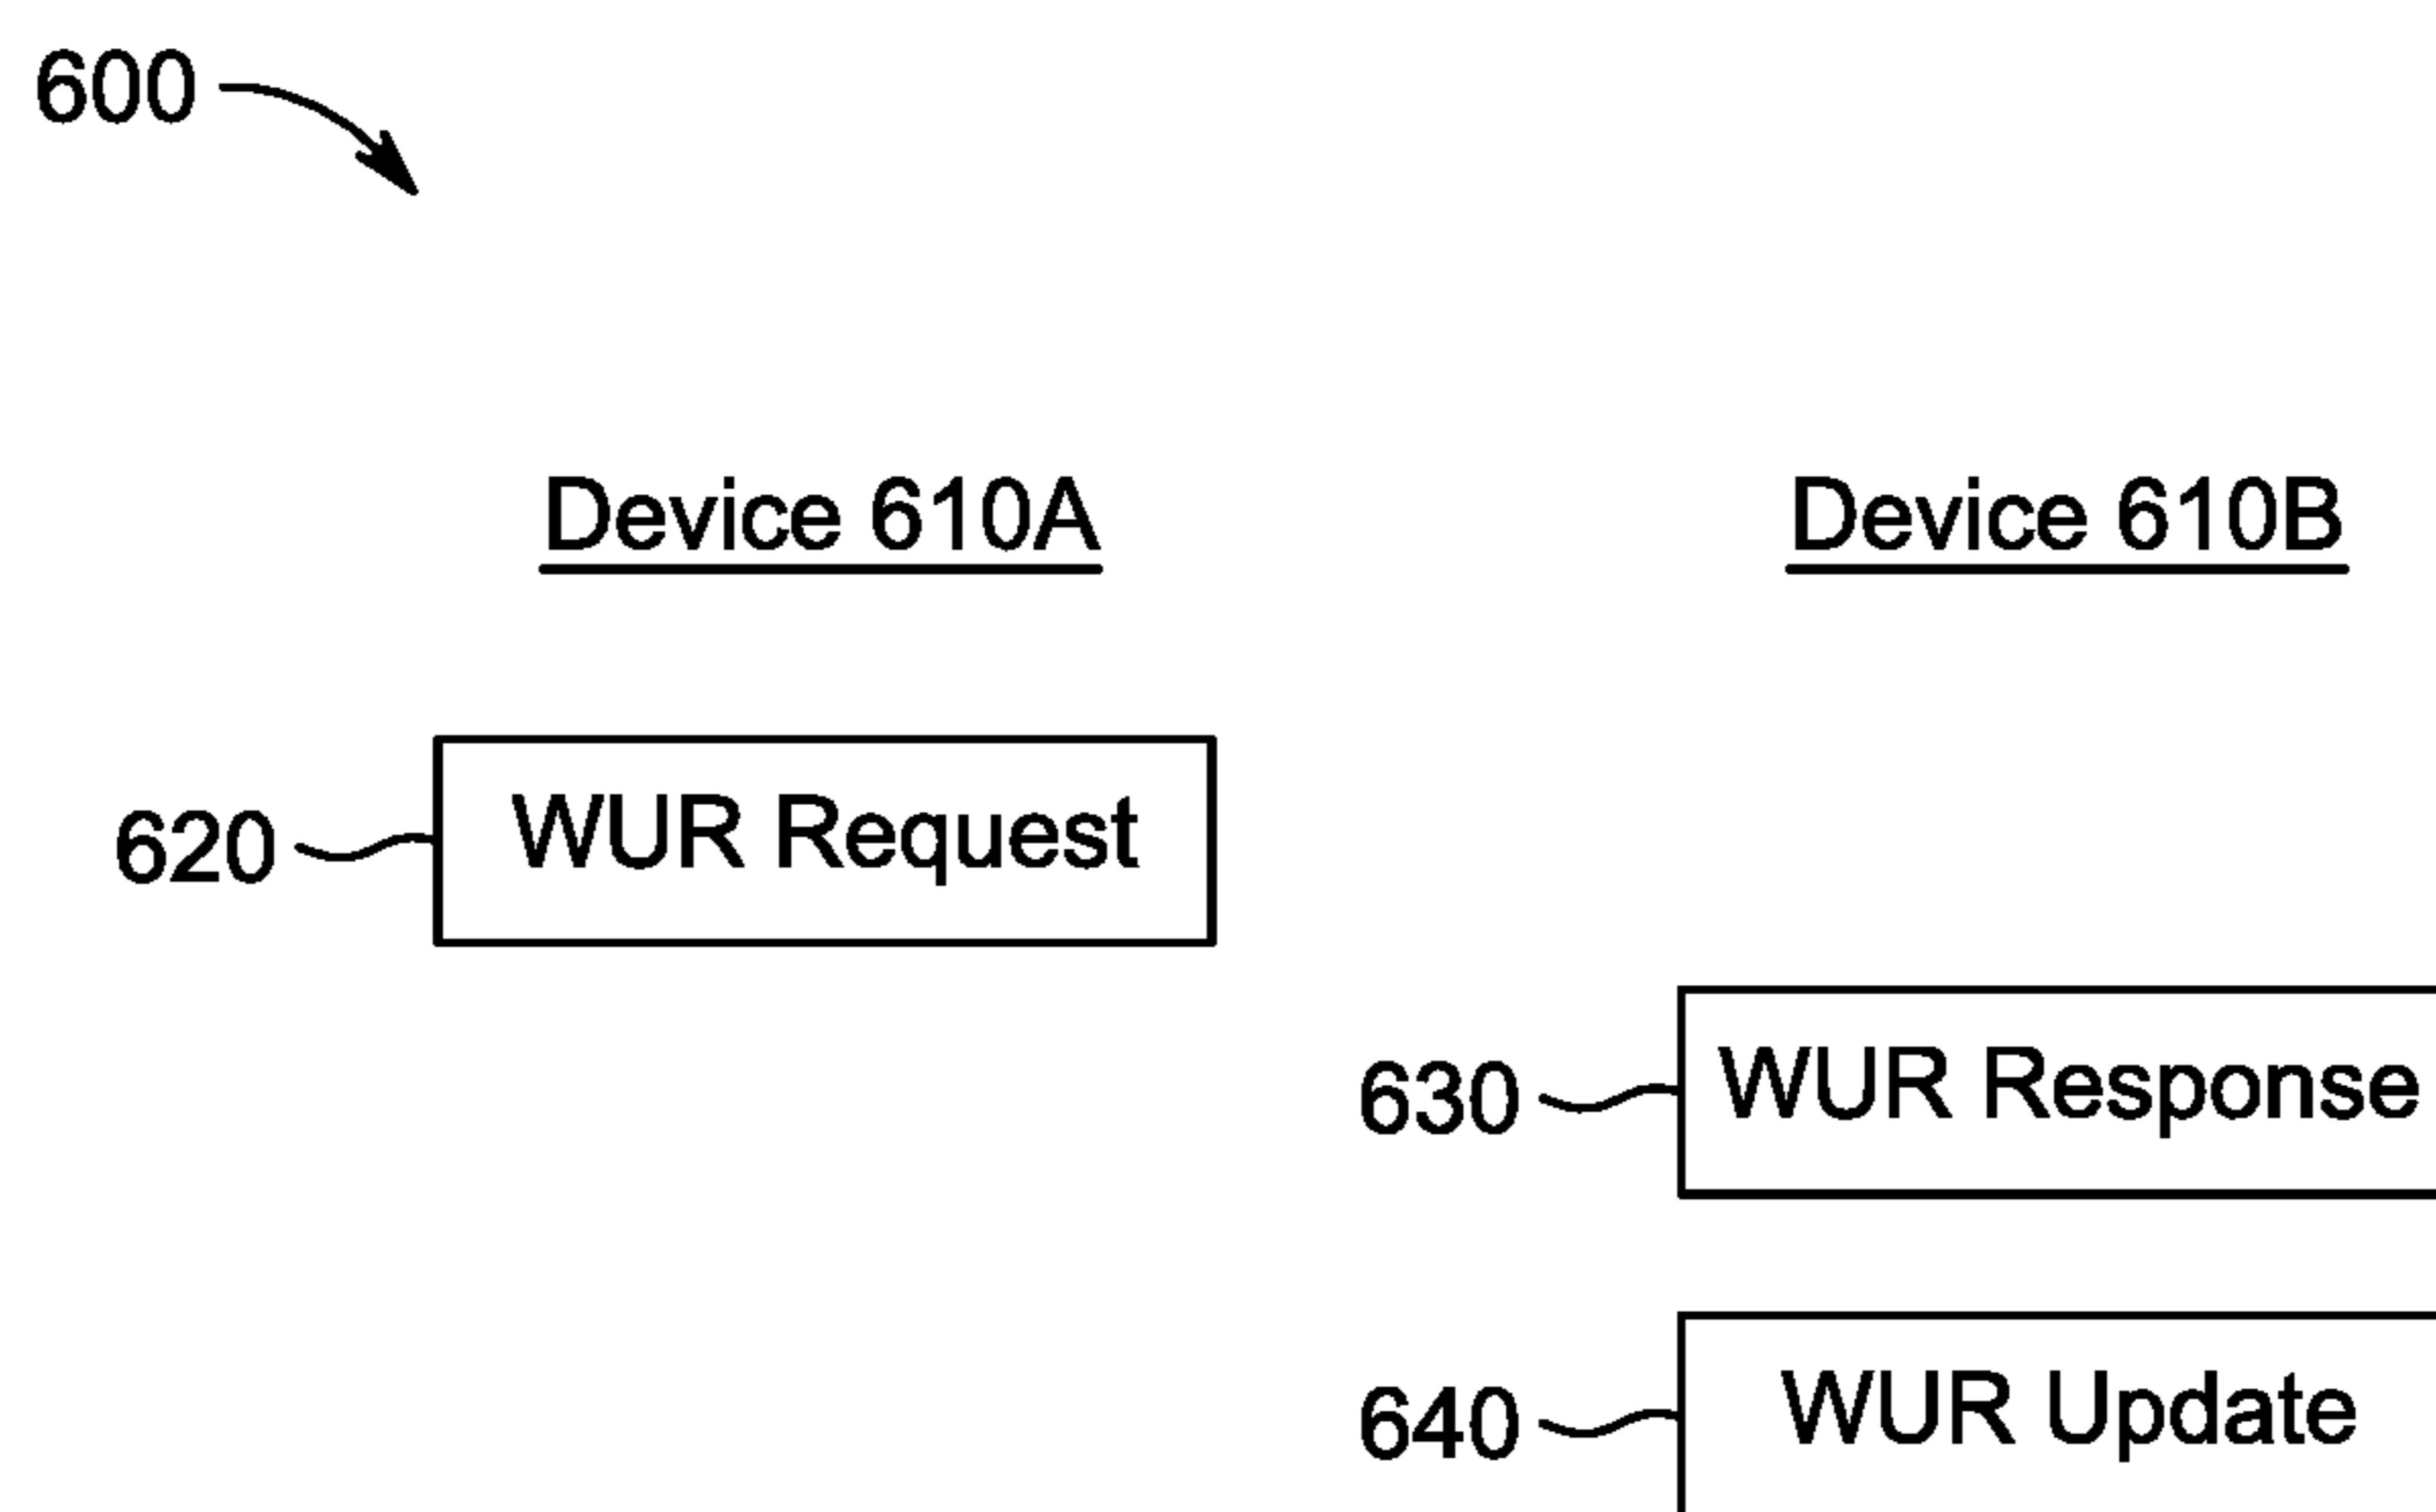 600
Device 610A
Device 610B
620
WUR Request
630
WUR Response
640
WUR Update